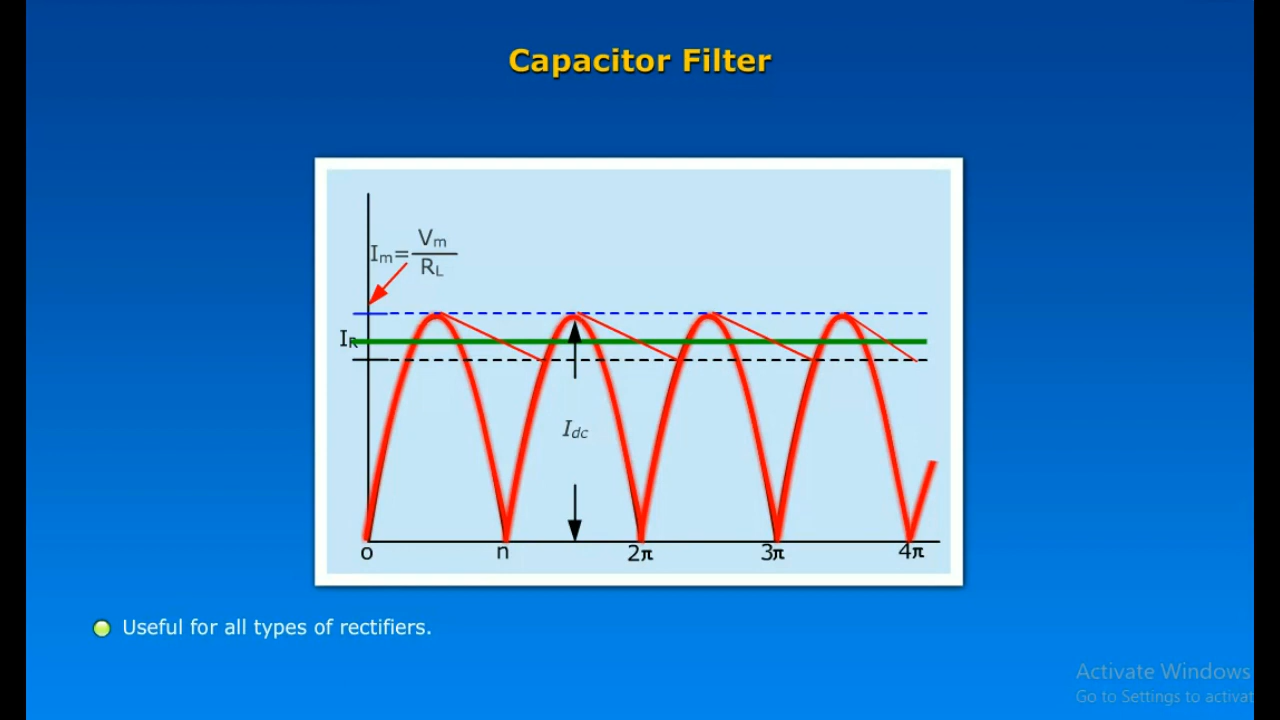 Capacitor Filter
Im=Vm/RL
IR
Idc
o n 2π 3π 4π
Useful for all types of rectifiers.
Activate Windows
Go to Settings to activat